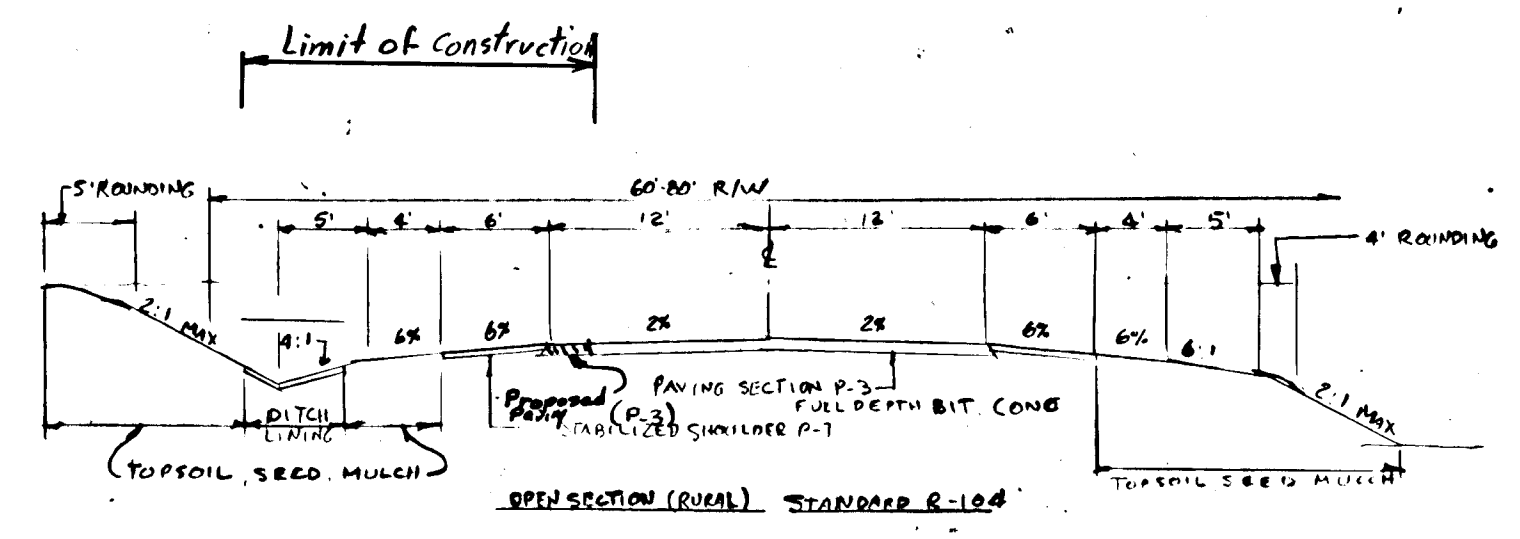 Limit of Construction
5' ROUNDING
60'-80' R/W
5' 4' 6' 12' 12' 6' 4' 5'
4' ROUNDING
℄
2:1 MAX
4:1
6% 6% 2% 2% 6% 6%
6:1
2:1 MAX
PAVING SECTION P-3
FULL DEPTH BIT. CONC
Proposed
Paving
(P-3)
STABILIZED SHOULDER P-7
DITCH
LINING
TOPSOIL, SEED, MULCH
TOPSOIL SEED MULCH
OPEN SECTION (RURAL) STANDARD R-104